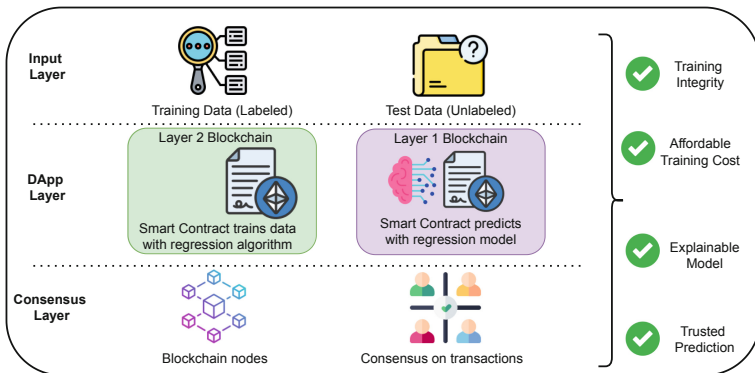 Input
Layer
Training Data (Labeled)
Test Data (Unlabeled)
?
DApp
Layer
Layer 2 Blockchain
Smart Contract trains data
with regression algorithm
Layer 1 Blockchain
Smart Contract predicts
with regression model
Consensus
Layer
Blockchain nodes
Consensus on transactions
Training
Integrity
Affordable
Training Cost
Explainable
Model
Trusted
Prediction